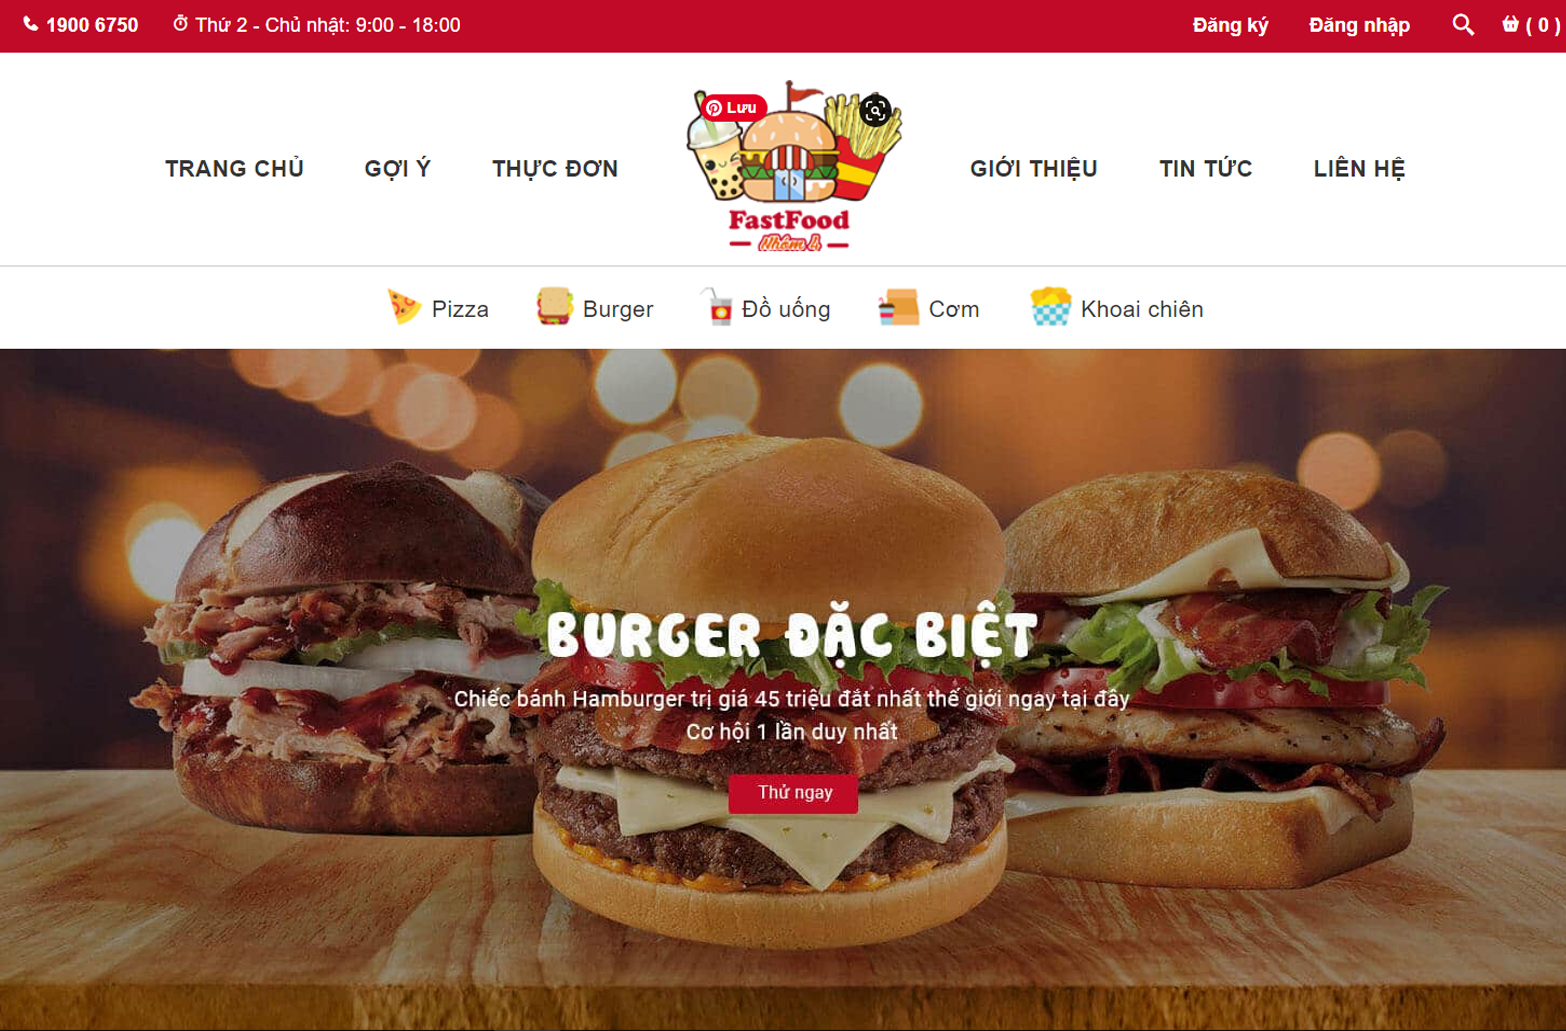 1900 6750
Thứ 2 - Chủ nhật: 9:00 - 18:00
Đăng ký
Đăng nhập
( 0 )
TRANG CHỦ
GỢI Ý
THỰC ĐƠN
Lưu
FastFood
Nhóm 4
GIỚI THIỆU
TIN TỨC
LIÊN HỆ
Pizza
Burger
Đồ uống
Cơm
Khoai chiên
BURGER ĐẶC BIỆT
Chiếc bánh Hamburger trị giá 45 triệu đắt nhất thế giới ngay tại đây
Cơ hội 1 lần duy nhất
Thử ngay